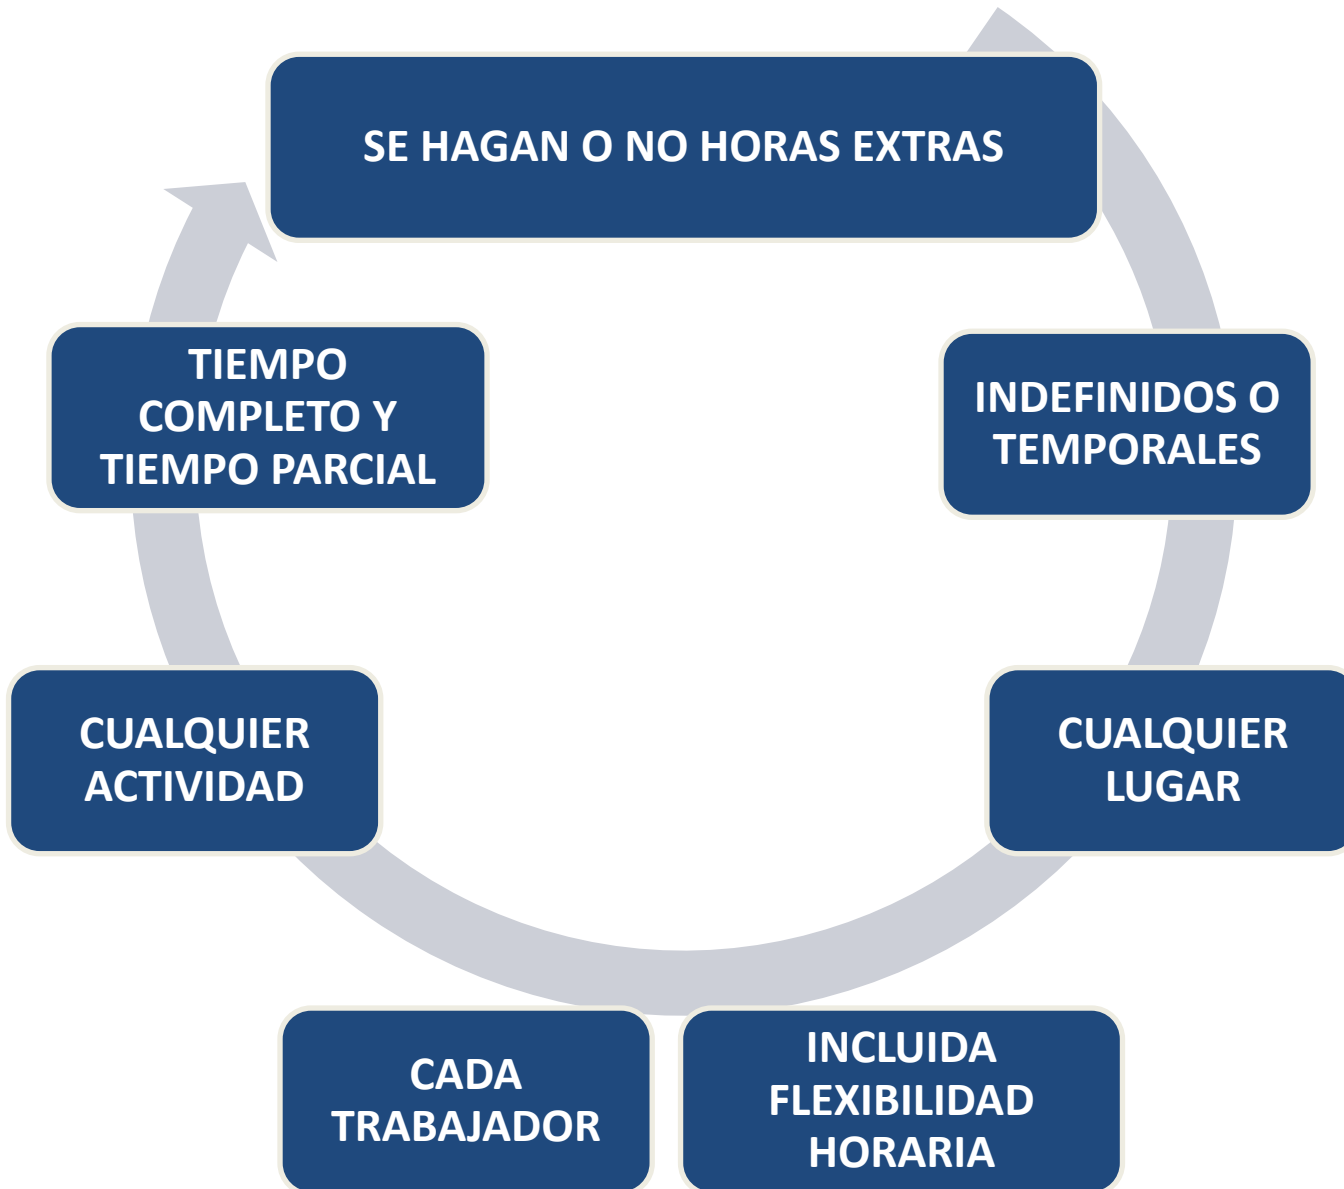 SE HAGAN O NO HORAS EXTRAS
INDEFINIDOS O
TEMPORALES
CUALQUIER
LUGAR
INCLUIDA
FLEXIBILIDAD
HORARIA
CADA
TRABAJADOR
CUALQUIER
ACTIVIDAD
TIEMPO
COMPLETO Y
TIEMPO PARCIAL